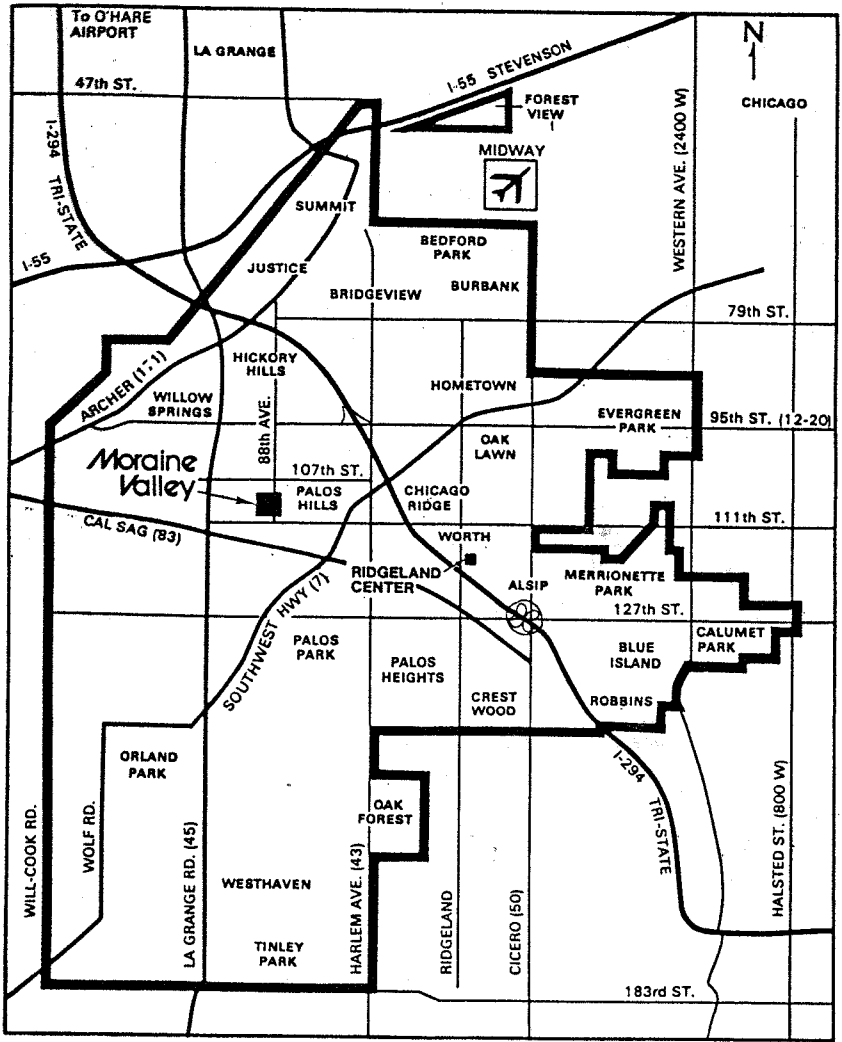 To O'HARE
AIRPORT
LA GRANGE
N
47th ST.
I-55 STEVENSON
FOREST
VIEW
CHICAGO
I-294
TRI-STATE
MIDWAY
WESTERN AVE. (2400 W)
SUMMIT
BEDFORD
PARK
I-55
JUSTICE
BRIDGEVIEW
BURBANK
79th ST.
HICKORY
HILLS
ARCHER (171)
WILLOW
SPRINGS
88th AVE.
HOMETOWN
EVERGREEN
PARK
95th ST. (12-20)
OAK
LAWN
Moraine
Valley
107th ST.
PALOS
HILLS
CHICAGO
RIDGE
CAL SAG (83)
111th ST.
WORTH
RIDGELAND
CENTER
ALSIP
MERRIONETTE
PARK
SOUTHWEST HWY (7)
127th ST.
PALOS
PARK
PALOS
HEIGHTS
BLUE
ISLAND
CALUMET
PARK
CREST
WOOD
ROBBINS
ORLAND
PARK
I-294
TRI-STATE
OAK
FOREST
WILL-COOK RD.
WOLF RD.
LA GRANGE RD. (45)
WESTHAVEN
HARLEM AVE. (43)
RIDGELAND
CICERO (50)
HALSTED ST. (800 W)
TINLEY
PARK
183rd ST.